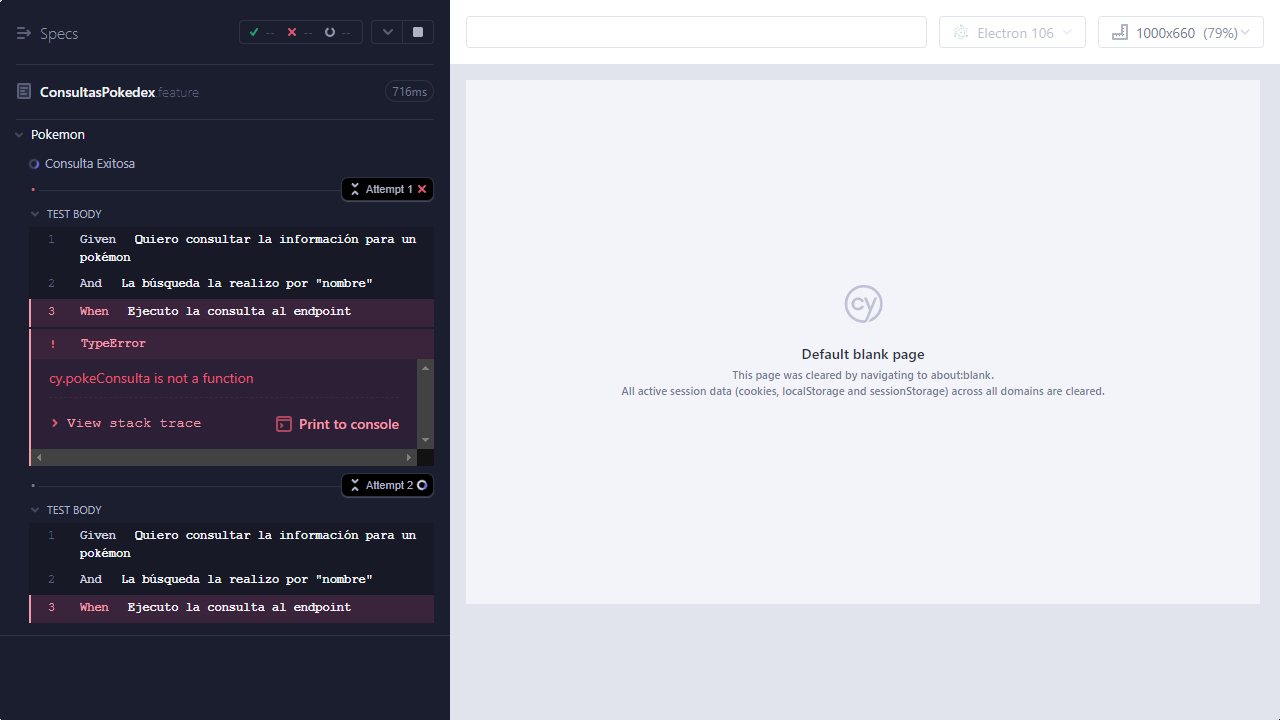 Specs
--
--
--
Electron 106
1000x660 (79%)
ConsultasPokedex.feature
716ms
Pokemon
Consulta Exitosa
Attempt 1
TEST BODY
1 Given Quiero consultar la información para un
pokémon
2 And La búsqueda la realizo por "nombre"
3 When Ejecuto la consulta al endpoint
! TypeError
cy.pokeConsulta is not a function
View stack trace
Print to console
Attempt 2
TEST BODY
1 Given Quiero consultar la información para un
pokémon
2 And La búsqueda la realizo por "nombre"
3 When Ejecuto la consulta al endpoint
cy
Default blank page
This page was cleared by navigating to about:blank.
All active session data (cookies, localStorage and sessionStorage) across all domains are cleared.